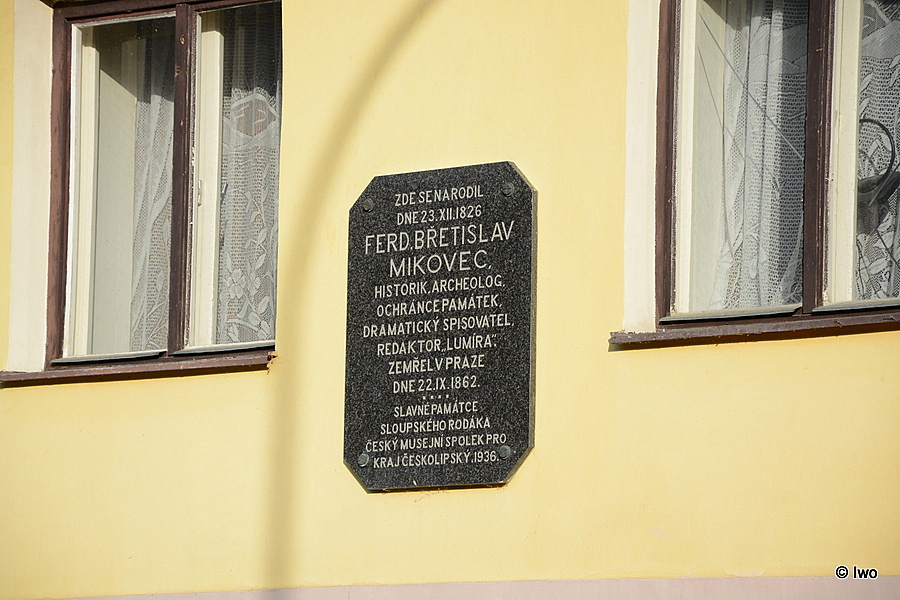 ZDE SE NARODIL
DNE 23.XII.1826
FERD.BŘETISLAV
MIKOVEC,
HISTORIK, ARCHEOLOG,
OCHRÁNCE PAMÁTEK,
DRAMATICKÝ SPISOVATEL,
REDAKTOR „LUMÍRA“.
ZEMŘEL V PRAZE
DNE 22.IX.1862.
SLAVNÉ PAMÁTCE
SLOUPSKÉHO RODÁKA
ČESKÝ MUSEJNÍ SPOLEK PRO
KRAJ ČESKOLIPSKÝ.1936.
© Iwo